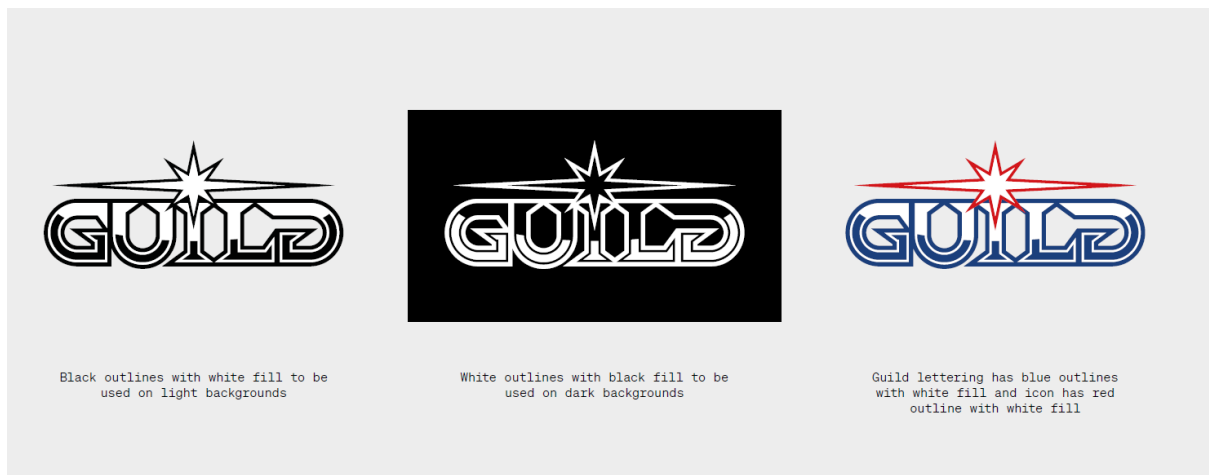 GUILD
Black outlines with white fill to be
used on light backgrounds
GUILD
White outlines with black fill to be
used on dark backgrounds
GUILD
Guild lettering has blue outlines
with white fill and icon has red
outline with white fill